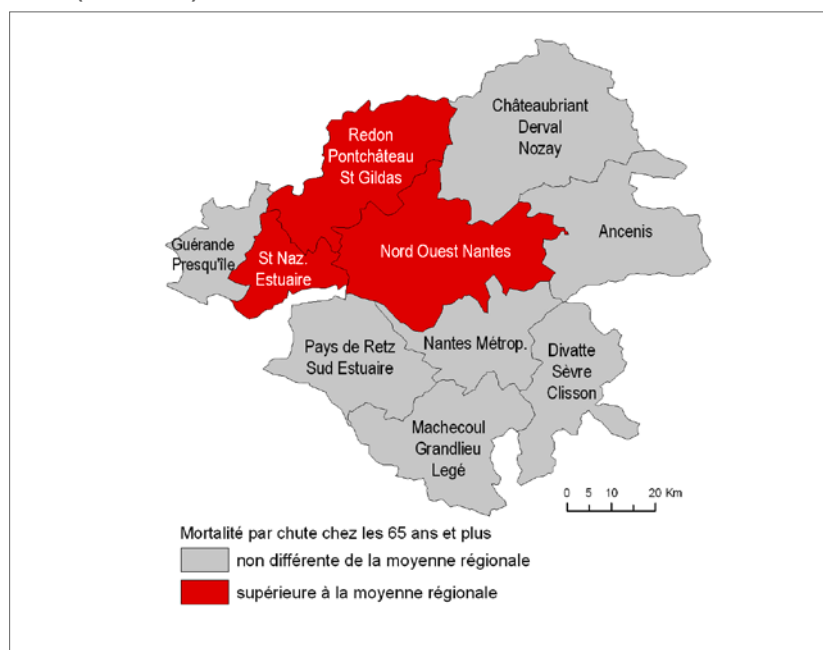 Châteaubriant
Derval
Nozay
Redon
Pontchâteau
St Gildas
Ancenis
Guérande
Presqu'île
St Naz.
Estuaire
Nord Ouest Nantes
Pays de Retz
Sud Estuaire
Nantes Métrop.
Divatte
Sèvre
Clisson
Machecoul
Grandlieu
Legé
0 5 10 20 Km
Mortalité par chute chez les 65 ans et plus
non différente de la moyenne régionale
supérieure à la moyenne régionale